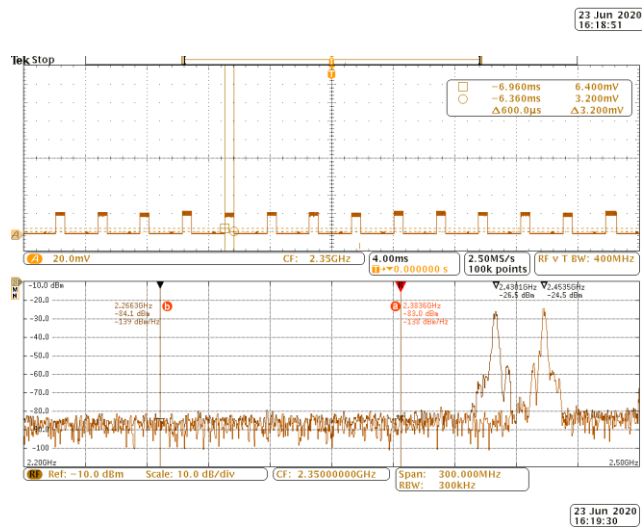 23 Jun 2020
16:18:51
Tek Stop
T
T
-6.960ms 6.400mV
-6.360ms 3.200mV
Δ600.0µs Δ3.200mV
A
A 20.0mV CF: 2.35GHz 4.00ms 2.50MS/s RF v T BW: 400MHz
T→▼0.000000 s 100k points
-10.0 dBm
-20.0
-30.0
-40.0
-50.0
-60.0
-70.0
-80.0
-90.0
-100
M
N
2.2663GHz
-84.1 dBm
-139 dBm/Hz
b
2.3836GHz
-83.0 dBm
-138 dBm/Hz
a
2.4301GHz
-26.5 dBm
2.4535GHz
-24.5 dBm
2.20GHz 2.50GHz
RF Ref: -10.0 dBm Scale: 10.0 dB/div CF: 2.35000000GHz Span: 300.000MHz
RBW: 300kHz
23 Jun 2020
16:19:30